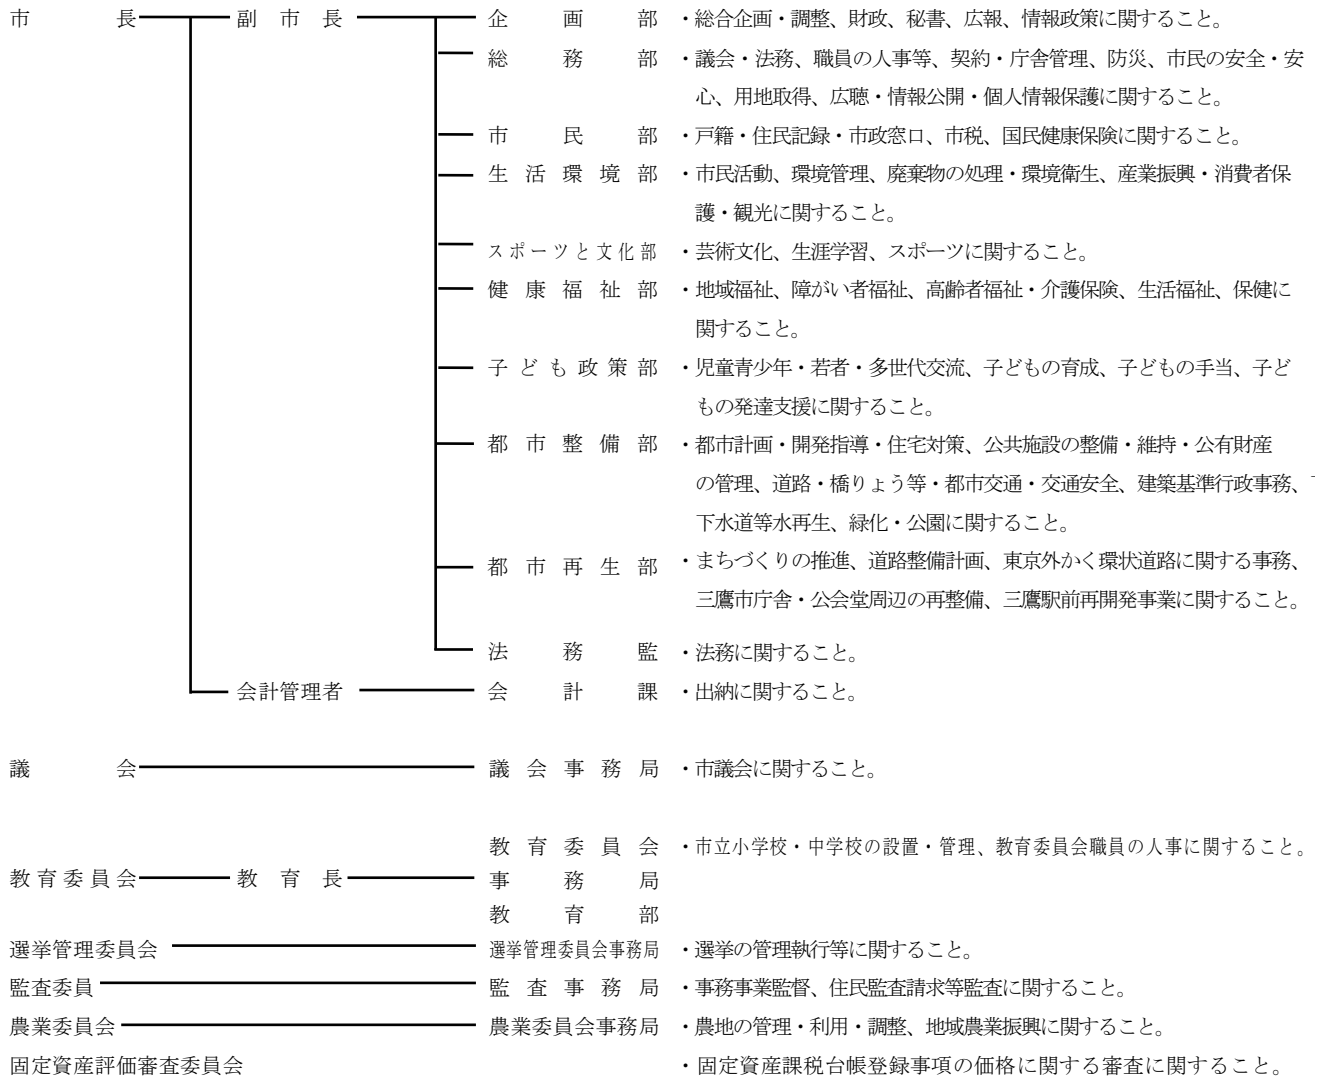 市長 副市長 企画部 ・総合企画・調整、財政、秘書、広報、情報政策に関すること。
総務部 ・議会・法務、職員の人事等、契約・庁舎管理、防災、市民の安全・安
心、用地取得、広聴・情報公開・個人情報保護に関すること。
市民部 ・戸籍・住民記録・市政窓口、市税、国民健康保険に関すること。
生活環境部 ・市民活動、環境管理、廃棄物の処理・環境衛生、産業振興・消費者保
護・観光に関すること。
スポーツと文化部 ・芸術文化、生涯学習、スポーツに関すること。
健康福祉部 ・地域福祉、障がい者福祉、高齢者福祉・介護保険、生活福祉、保健に
関すること。
子ども政策部 ・児童青少年・若者・多世代交流、子どもの育成、子どもの手当、子ど
もの発達支援に関すること。
都市整備部 ・都市計画・開発指導・住宅対策、公共施設の整備・維持・公有財産
の管理、道路・橋りょう等・都市交通・交通安全、建築基準行政事務、
下水道等水再生、緑化・公園に関すること。
都市再生部 ・まちづくりの推進、道路整備計画、東京外かく環状道路に関する事務、
三鷹市庁舎・公会堂周辺の再整備、三鷹駅前再開発事業に関すること。
法務監 ・法務に関すること。
会計管理者 会計課 ・出納に関すること。
議会 議会事務局 ・市議会に関すること。
教育委員会 ・市立小学校・中学校の設置・管理、教育委員会職員の人事に関すること。
教育委員会 教育長 事務局
教育部
選挙管理委員会 選挙管理委員会事務局 ・選挙の管理執行等に関すること。
監査委員 監査事務局 ・事務事業監督、住民監査請求等監査に関すること。
農業委員会 農業委員会事務局 ・農地の管理・利用・調整、地域農業振興に関すること。
固定資産評価審査委員会 ・固定資産課税台帳登録事項の価格に関する審査に関すること。